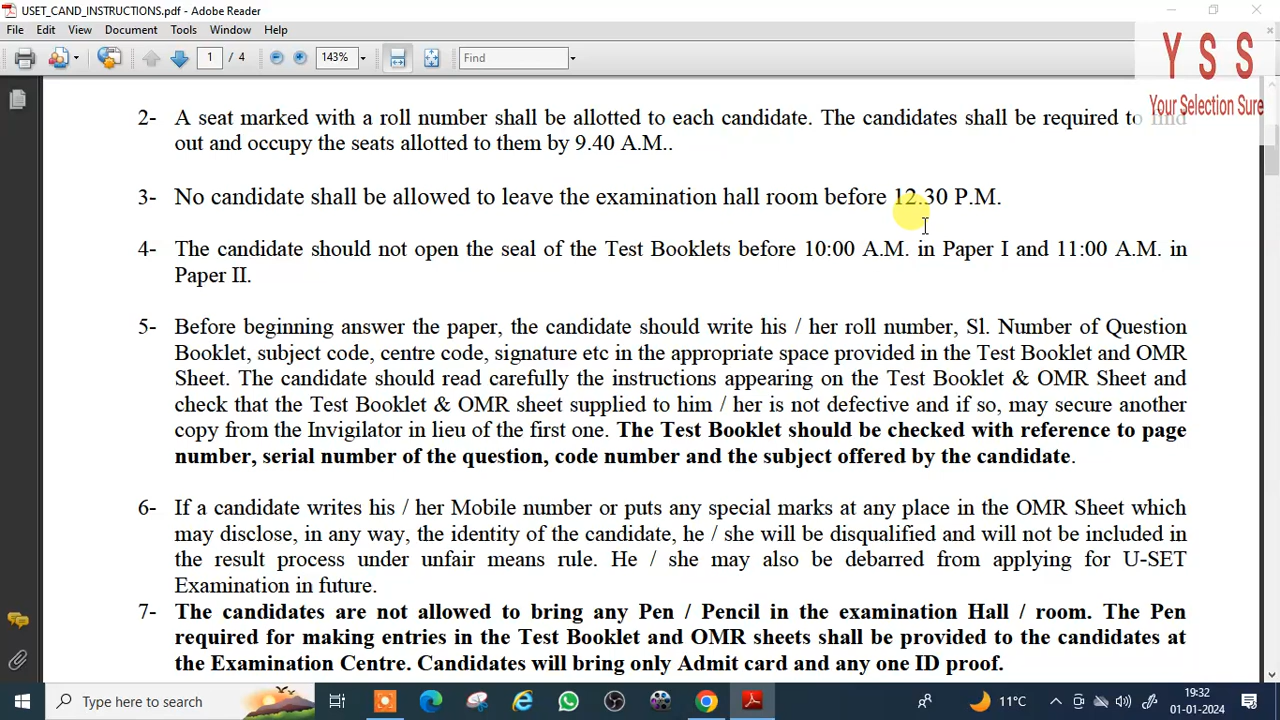 USET_CAND_INSTRUCTIONS.pdf - Adobe Reader
File Edit View Document Tools Window Help
1 / 4 143% Find
Y S S
Your Selection Sure
2- A seat marked with a roll number shall be allotted to each candidate. The candidates shall be required to find
out and occupy the seats allotted to them by 9.40 A.M..
3- No candidate shall be allowed to leave the examination hall room before 12.30 P.M.
4- The candidate should not open the seal of the Test Booklets before 10:00 A.M. in Paper I and 11:00 A.M. in
Paper II.
5- Before beginning answer the paper, the candidate should write his / her roll number, Sl. Number of Question
Booklet, subject code, centre code, signature etc in the appropriate space provided in the Test Booklet and OMR
Sheet. The candidate should read carefully the instructions appearing on the Test Booklet & OMR Sheet and
check that the Test Booklet & OMR sheet supplied to him / her is not defective and if so, may secure another
copy from the Invigilator in lieu of the first one. The Test Booklet should be checked with reference to page
number, serial number of the question, code number and the subject offered by the candidate.
6- If a candidate writes his / her Mobile number or puts any special marks at any place in the OMR Sheet which
may disclose, in any way, the identity of the candidate, he / she will be disqualified and will not be included in
the result process under unfair means rule. He / she may also be debarred from applying for U-SET
Examination in future.
7- The candidates are not allowed to bring any Pen / Pencil in the examination Hall / room. The Pen
required for making entries in the Test Booklet and OMR sheets shall be provided to the candidates at
the Examination Centre. Candidates will bring only Admit card and any one ID proof.
Type here to search
11°C
19:32
01-01-2024